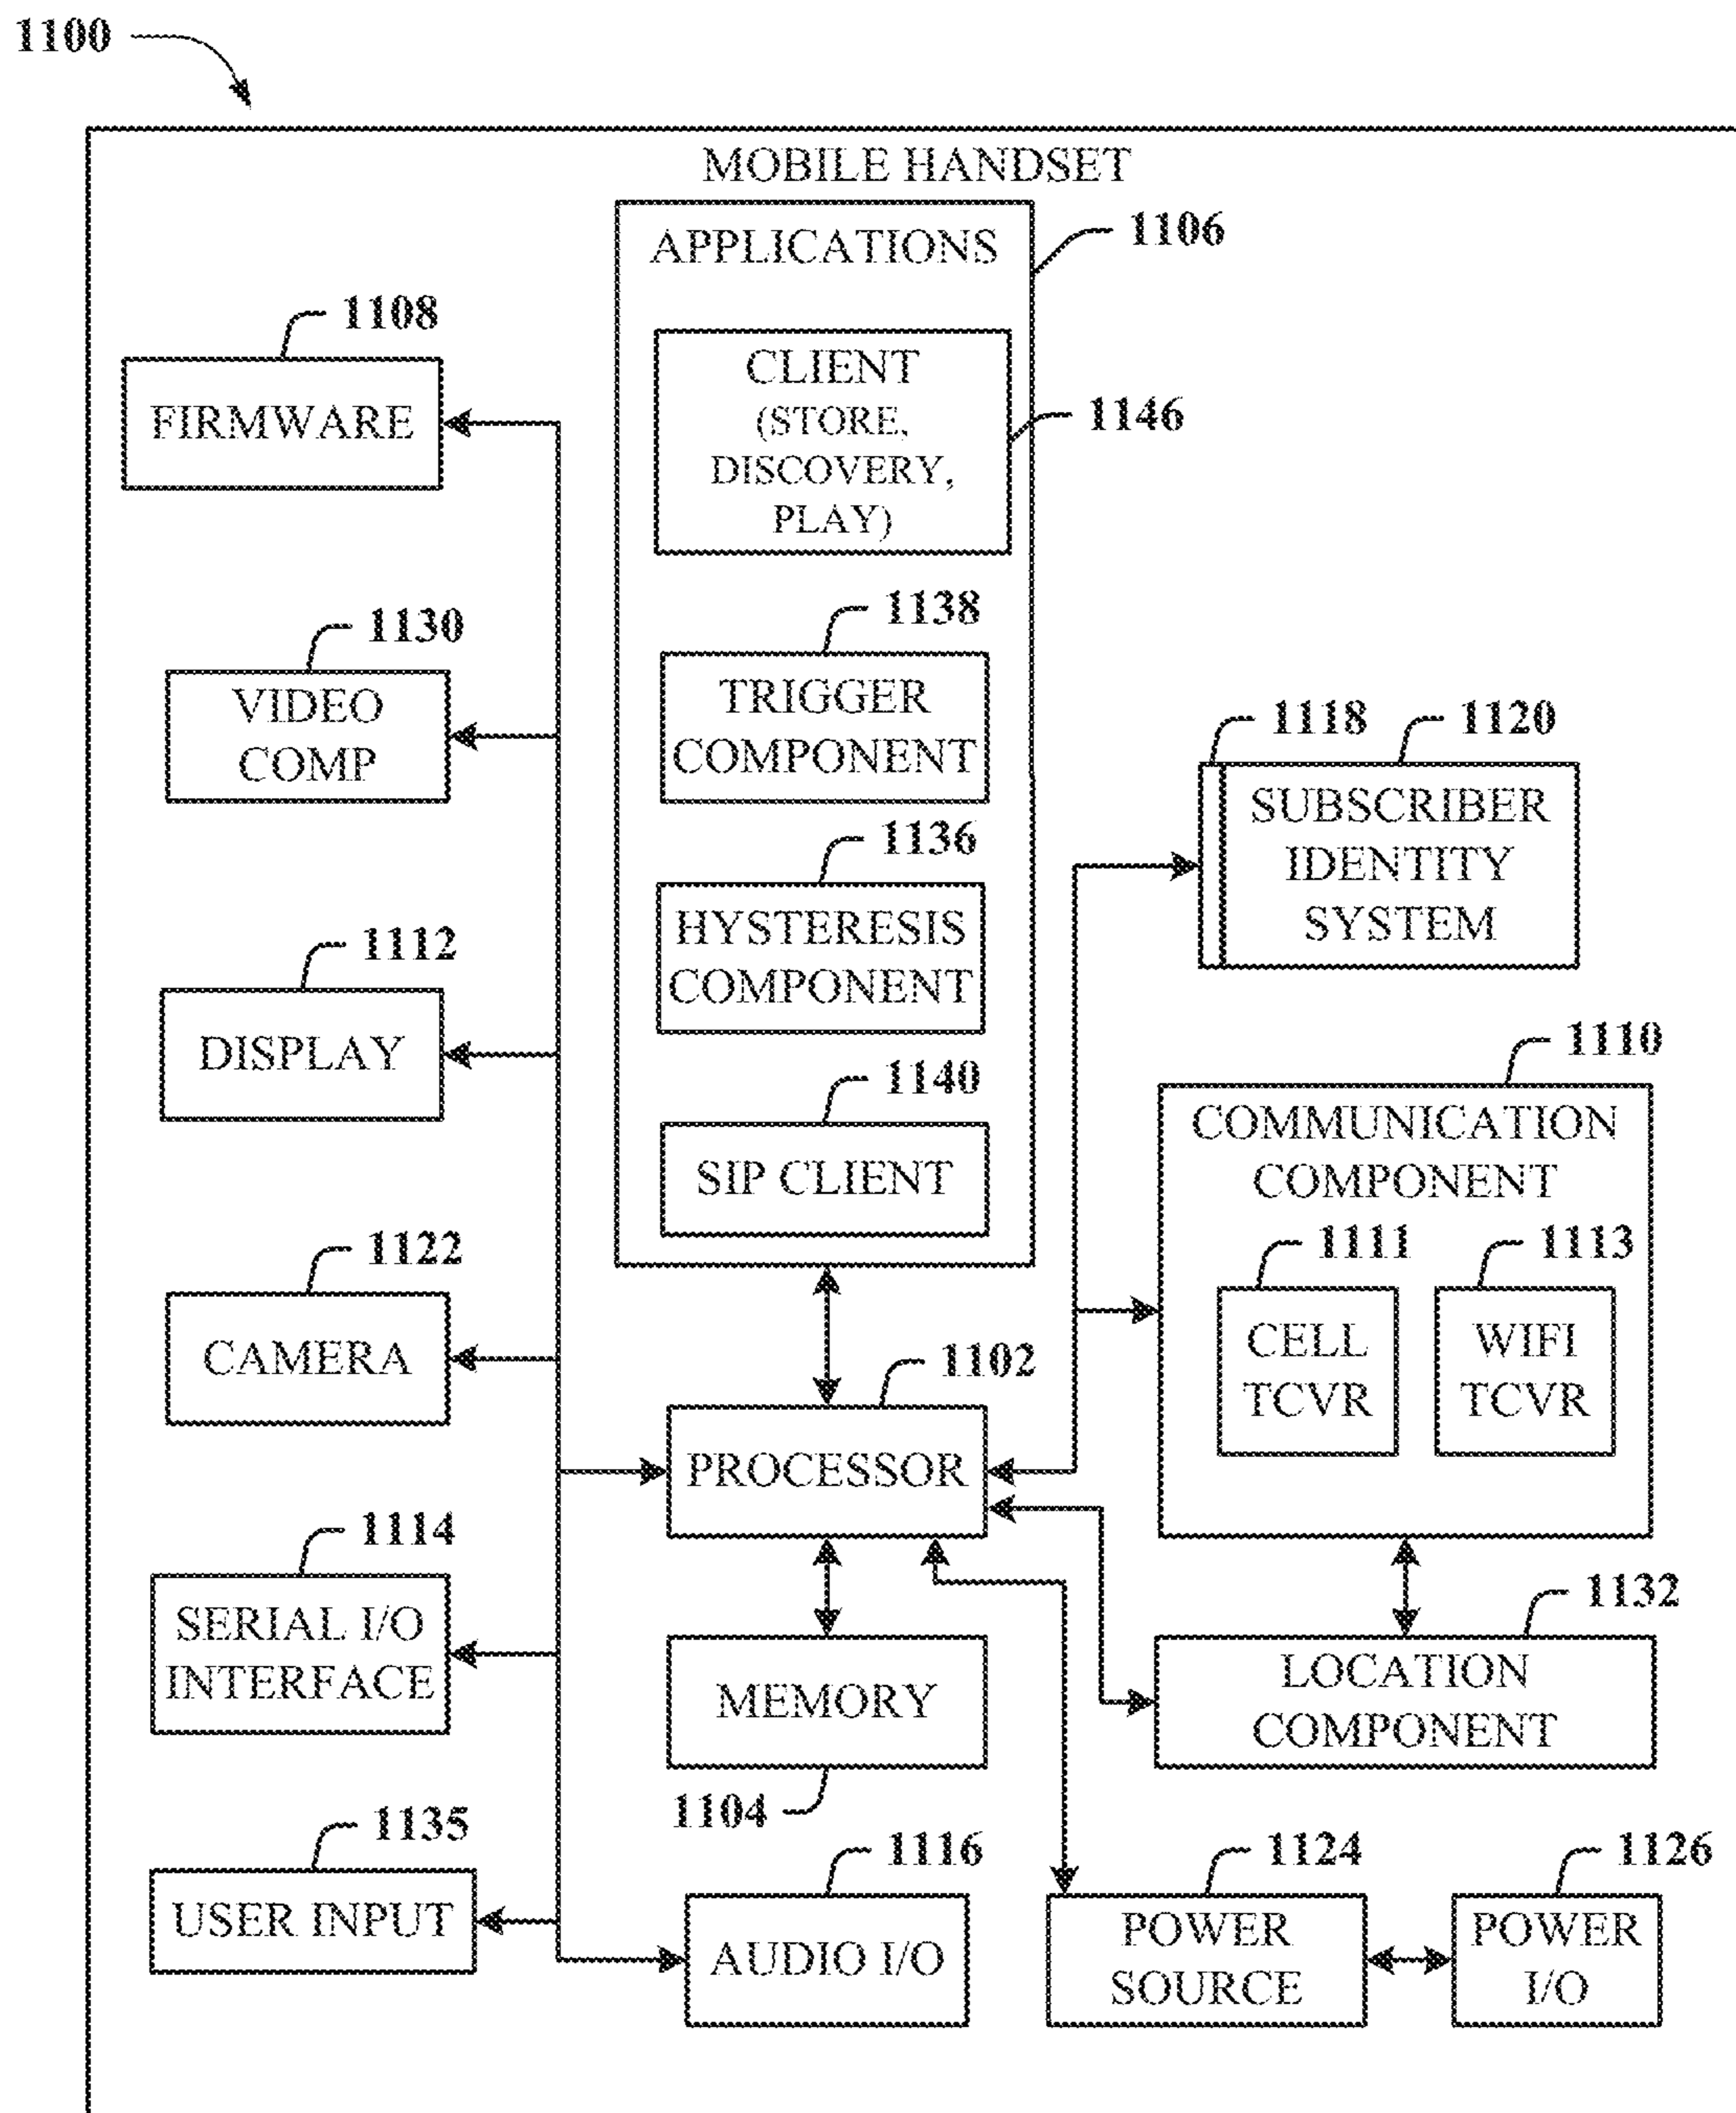 1100
MOBILE HANDSET
APPLICATIONS
1106
CLIENT
(STORE,
DISCOVERY,
PLAY)
1146
1108
FIRMWARE
1138
TRIGGER
COMPONENT
1130
VIDEO
COMP
1118
1120
SUBSCRIBER
IDENTITY
SYSTEM
1136
HYSTERESIS
COMPONENT
1112
DISPLAY
1140
SIP CLIENT
1110
COMMUNICATION
COMPONENT
1111
CELL
TCVR
1113
WIFI
TCVR
1122
CAMERA
1102
PROCESSOR
1114
SERIAL I/O
INTERFACE
MEMORY
1104
1132
LOCATION
COMPONENT
1135
USER INPUT
1116
AUDIO I/O
1124
POWER
SOURCE
1126
POWER
I/O